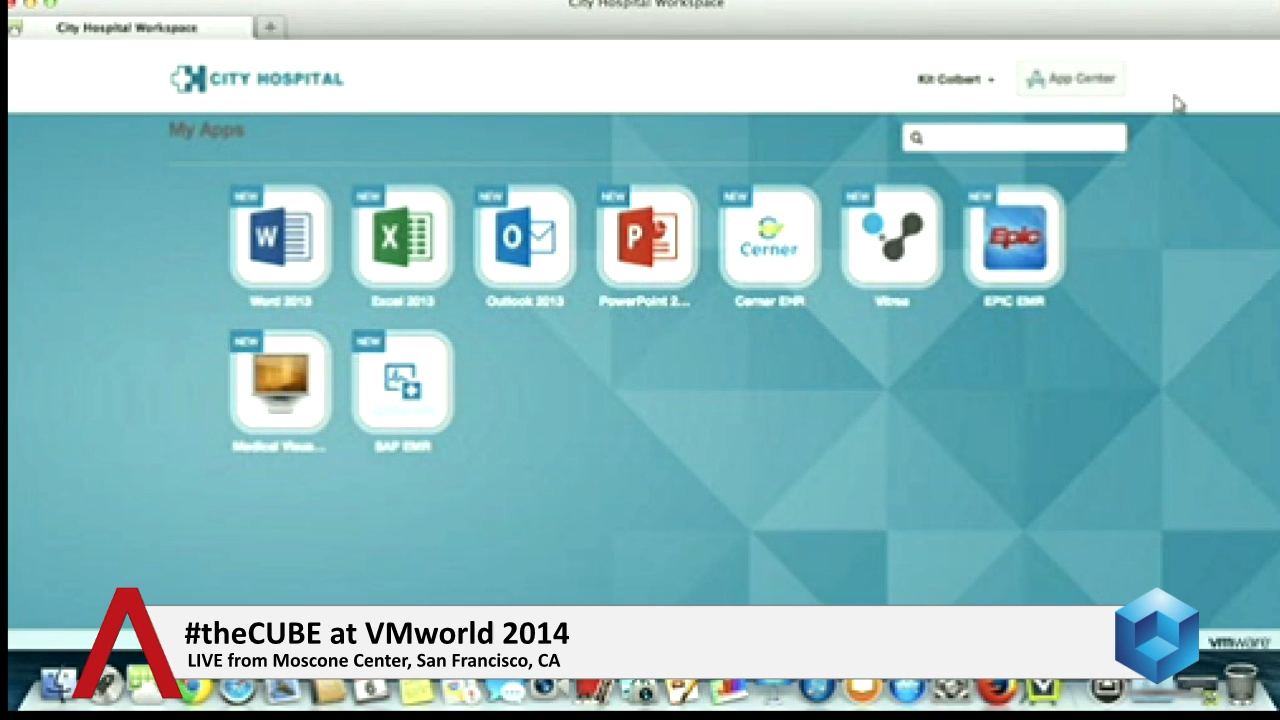 City Hospital Workspace
City Hospital Workspace
CITY HOSPITAL
Kit Colbert
App Center
My Apps
NEW NEW NEW NEW NEW NEW NEW
W X O P Cerner Epic
Word 2013 Excel 2013 Outlook 2013 PowerPoint 2... Cerner EHR Vitrea EPIC EMR
NEW NEW
Medical Visua... SAP EMR
#theCUBE at VMworld 2014
LIVE from Moscone Center, San Francisco, CA
vmware